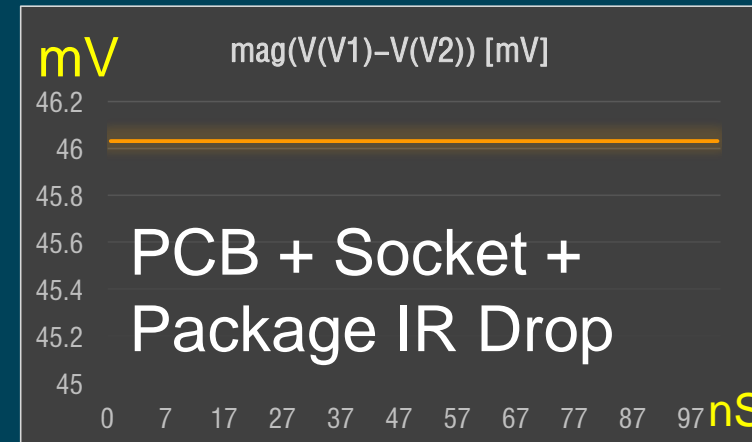 mV
mag(V(V1)–V(V2)) [mV]
46.2
46
45.8
45.6
45.4
45.2
45
PCB + Socket +
Package IR Drop
0 7 17 27 37 47 57 67 77 87 97 nS